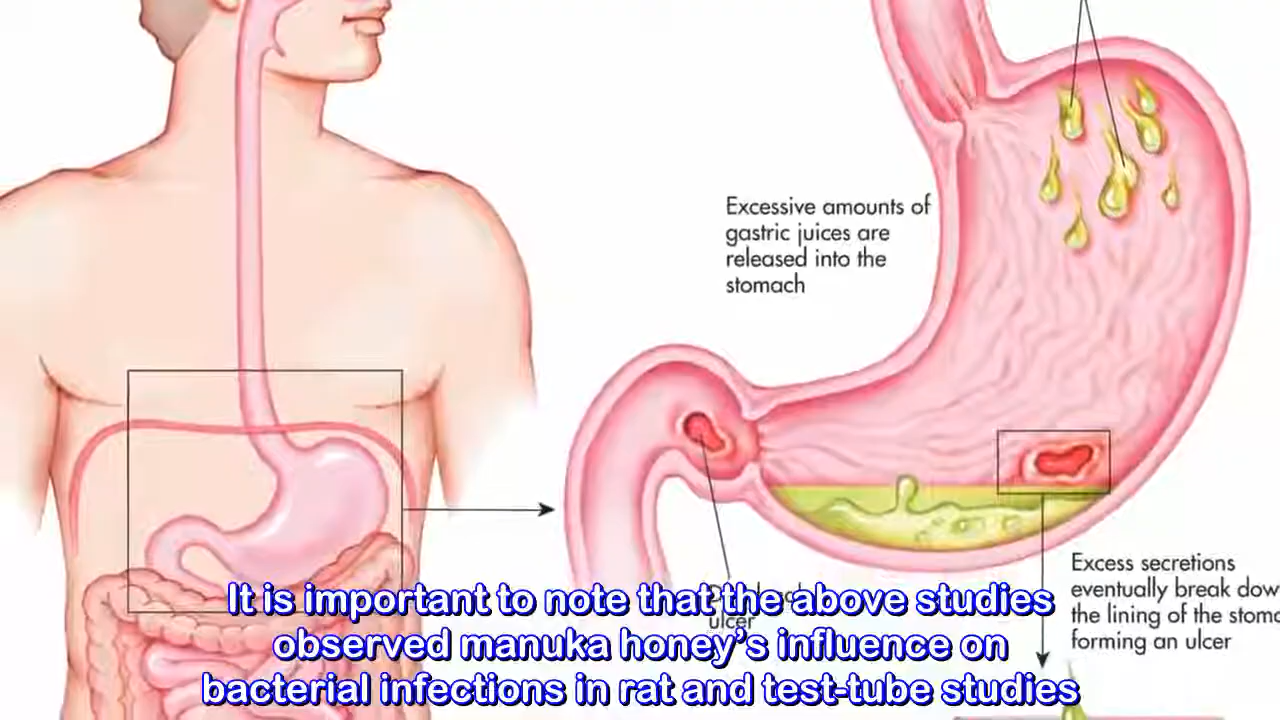 Excessive amounts of
gastric juices are
released into the
stomach
Excess secretions
eventually break dow
the lining of the stoma
forming an ulcer
ulcer
It is important to note that the above studies
observed manuka honey's influence on
bacterial infections in rat and test-tube studies